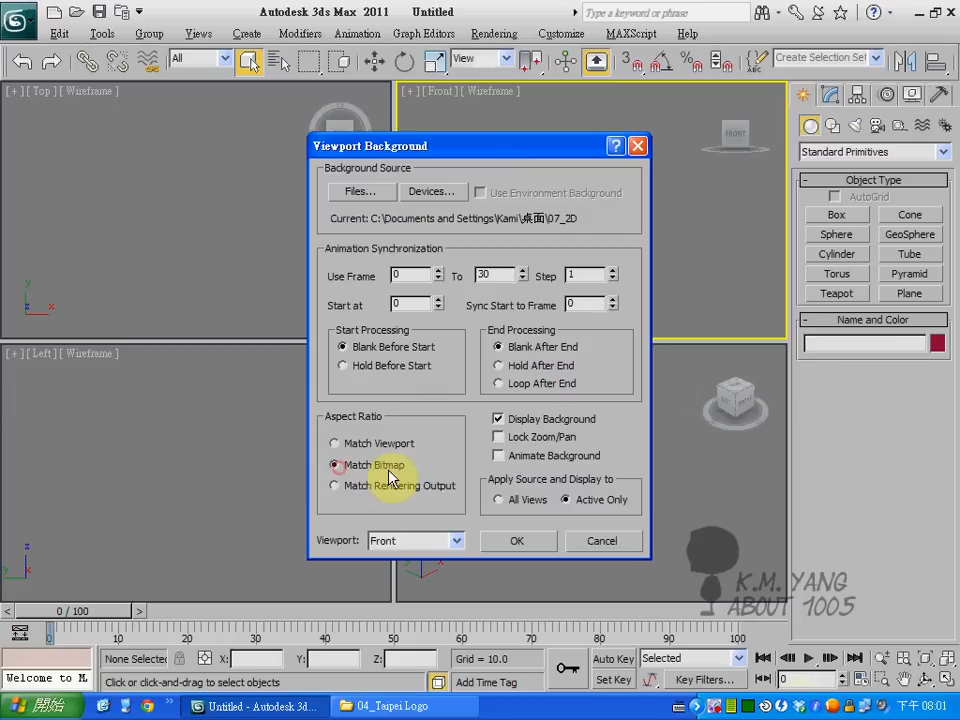 Autodesk 3ds Max 2011 Untitled
Type a keyword or phrase
Edit Tools Group Views Create Modifiers Animation Graph Editors Rendering Customize MAXScript Help
All View Create Selection Set
[ + ] [ Top ] [ Wireframe ]
[ + ] [ Front ] [ Wireframe ]
FRONT
Standard Primitives
Object Type
AutoGrid
Box Cone
Sphere GeoSphere
Cylinder Tube
Torus Pyramid
Teapot Plane
Name and Color
Viewport Background
Background Source
Files... Devices... Use Environment Background
Current: C:\Documents and Settings\Kami\桌面\07_2D
Animation Synchronization
Use Frame 0 To 30 Step 1
Start at 0 Sync Start to Frame 0
Start Processing
Blank Before Start
Hold Before Start
End Processing
Blank After End
Hold After End
Loop After End
Aspect Ratio
Match Viewport
Match Bitmap
Match Rendering Output
Display Background
Lock Zoom/Pan
Animate Background
Apply Source and Display to
All Views Active Only
Viewport: Front OK Cancel
y
z x
[ + ] [ Left ] [ Wireframe ]
z
y x
K.M. YANG
ABOUT 1005
0 / 100
0 10 20 30 40 50 60 70 80 90 100
None Selected X: Y: Z: Grid = 10.0 Auto Key Selected
Welcome to M. Click or click-and-drag to select objects Add Time Tag Set Key Key Filters... 0
開始 Untitled - Autodesk 3... 04_Taipei Logo 下午 08:01